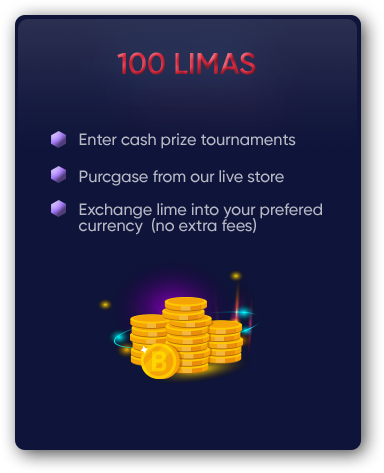 100 LIMAS
Enter cash prize tournaments
Purcgase from our live store
Exchange lime into your prefered
currency (no extra fees)
B